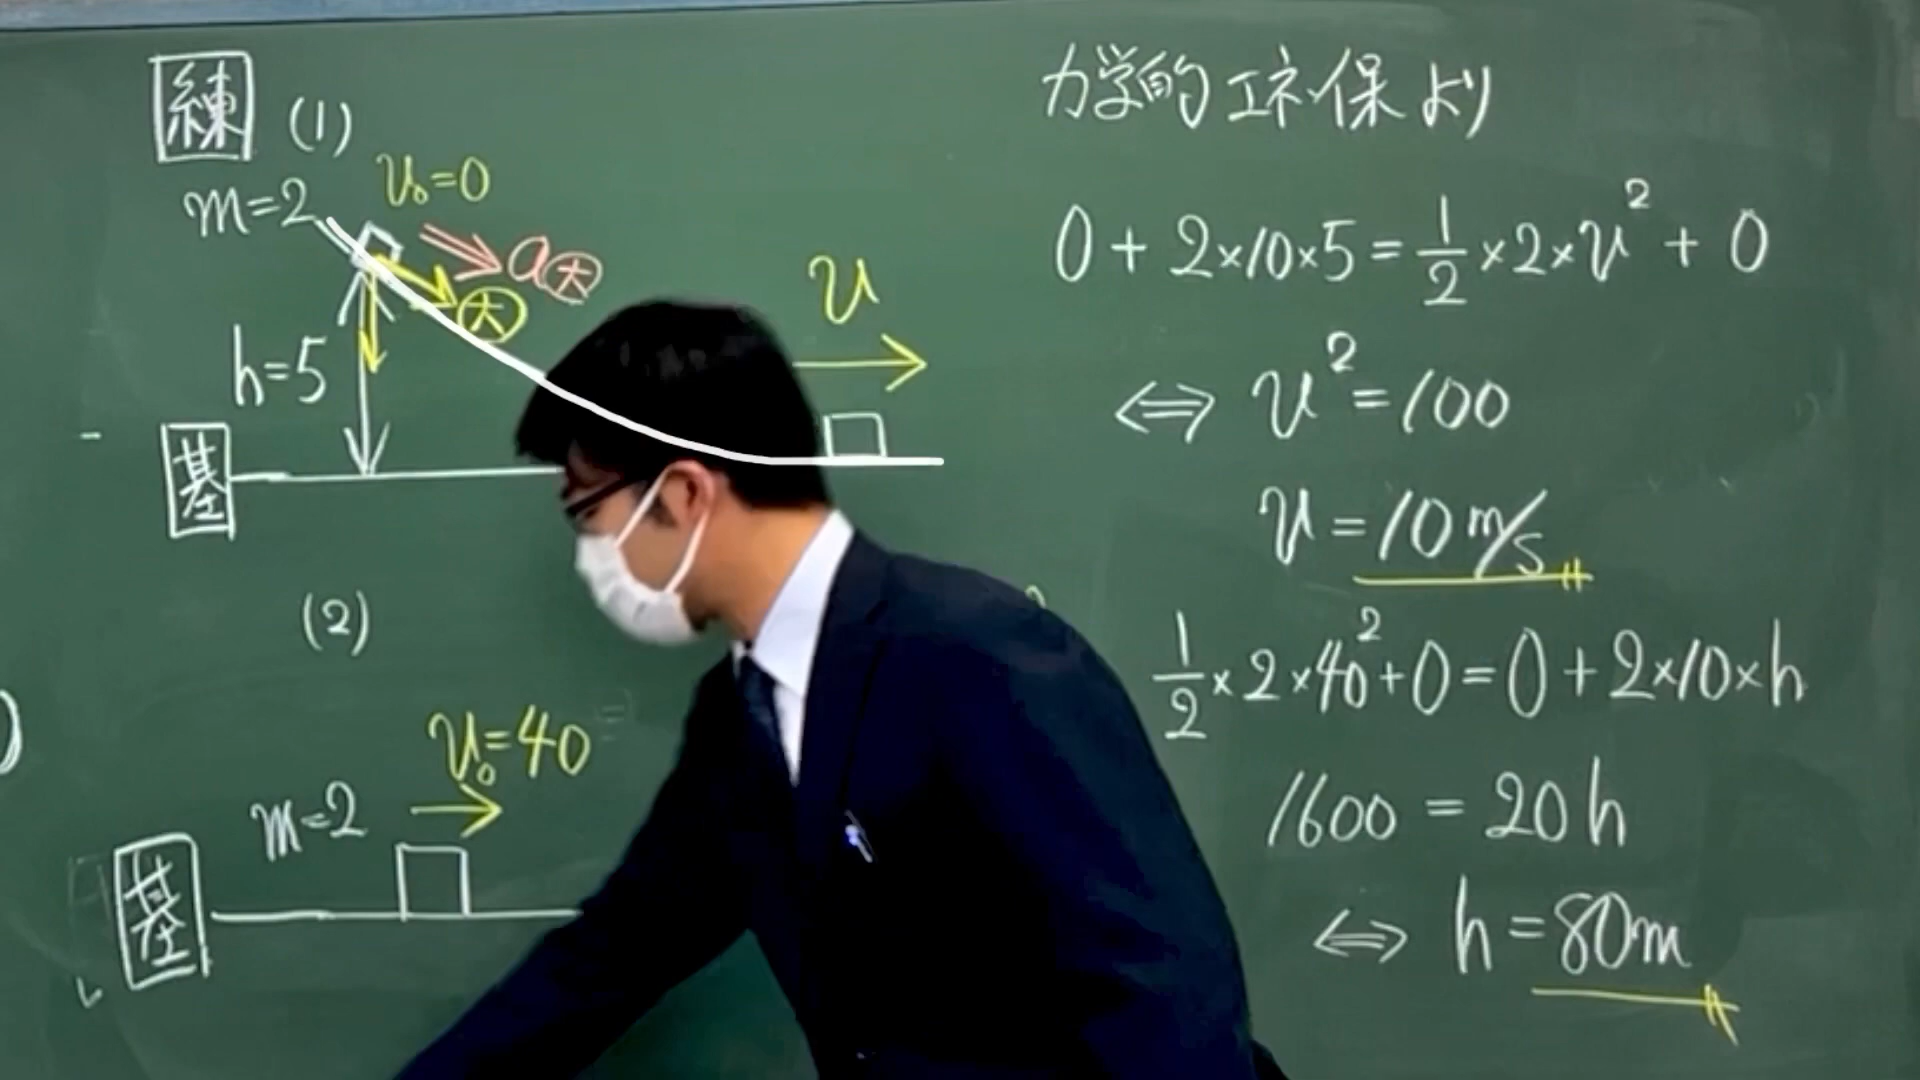 練 (1)
m=2 v₀=0
a 大
大
h=5
v
基
(2)
v₀=40
m=2
基
力学的エネ保より
0+2×10×5=1/2×2×v²+0
⇔ v²=100
v=10m/s
1/2×2×40²+0=0+2×10×h
1600=20h
⇔ h=80m